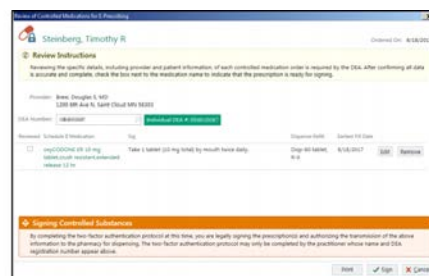 Review of Controlled Medications for E-Prescribing
Steinberg, Timothy R
Ordered On: 8/18/201
Review Instructions
Reviewing the specific details, including provider and patient information, of each controlled medication order is required by the DEA. After confirming all data
is accurate and complete, check the box next to the medication name to indicate that the prescription is ready for signing.
Provider: Brew, Douglas S, MD
1200 6th Ave N, Saint Cloud MN 56303
DEA Number:
Individual DEA #
Reviewed Schedule II Medication Sig Dispense Refill Earliest Fill Date
oxyCODONE ER 10 mg Take 1 tablet (10 mg total) by mouth twice daily. Disp-60 tablet, 8/18/2017 Edit Remove
tablet,crush resistant,extended R-0
release 12 hr
Signing Controlled Substances
By completing the two-factor authentication protocol at this time, you are legally signing the prescription(s) and authorizing the transmission of the above
information to the pharmacy for dispensing. The two-factor authentication protocol may only be completed by the practitioner whose name and DEA
registration number appear above.
Print Sign Cancel